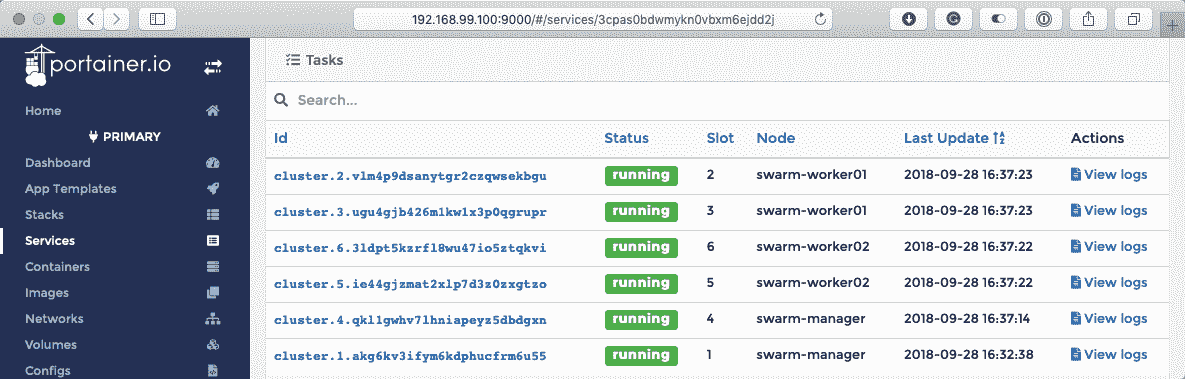 192.168.99.100:9000/#/services/3cpas0bdwmykn0vbxm6ejdd2j
portainer.io
Home
PRIMARY
Dashboard
App Templates
Stacks
Services
Containers
Images
Networks
Volumes
Configs
Tasks
Search...
Id Status Slot Node Last Update Actions
cluster.2.vlm4p9dsanytgr2czqwsekbgu running 2 swarm-worker01 2018-09-28 16:37:23 View logs
cluster.3.ugu4gjb426m1kw1x3p0qgrupr running 3 swarm-worker01 2018-09-28 16:37:23 View logs
cluster.6.3ldpt5kzrfl8wu47io5ztqkvi running 6 swarm-worker02 2018-09-28 16:37:22 View logs
cluster.5.ie44gjzmat2xlp7d3z0zxgtzo running 5 swarm-worker02 2018-09-28 16:37:22 View logs
cluster.4.qkl1gwhv7lhniapeyz5dbdgxn running 4 swarm-manager 2018-09-28 16:37:14 View logs
cluster.1.akg6kv3ifym6kdphucfrm6u55 running 1 swarm-manager 2018-09-28 16:32:38 View logs